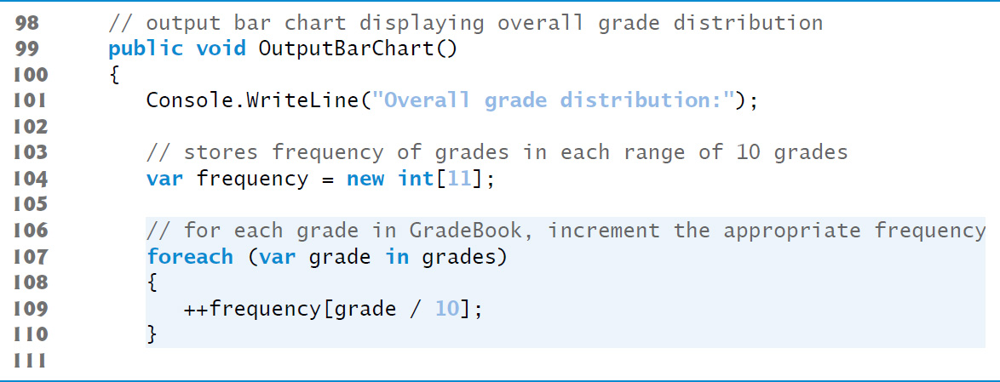 98 // output bar chart displaying overall grade distribution
99 public void OutputBarChart()
100 {
101 Console.WriteLine("Overall grade distribution:");
102
103 // stores frequency of grades in each range of 10 grades
104 var frequency = new int[11];
105
106 // for each grade in GradeBook, increment the appropriate frequency
107 foreach (var grade in grades)
108 {
109 ++frequency[grade / 10];
110 }
111